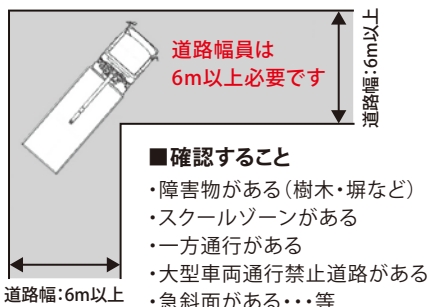 道路幅員は
6m以上必要です
道路幅:6m以上
■確認すること
・障害物がある(樹木・塀など)
・スクールゾーンがある
・一方通行がある
・大型車両通行禁止道路がある
・急斜面がある・・・等
道路幅:6m以上